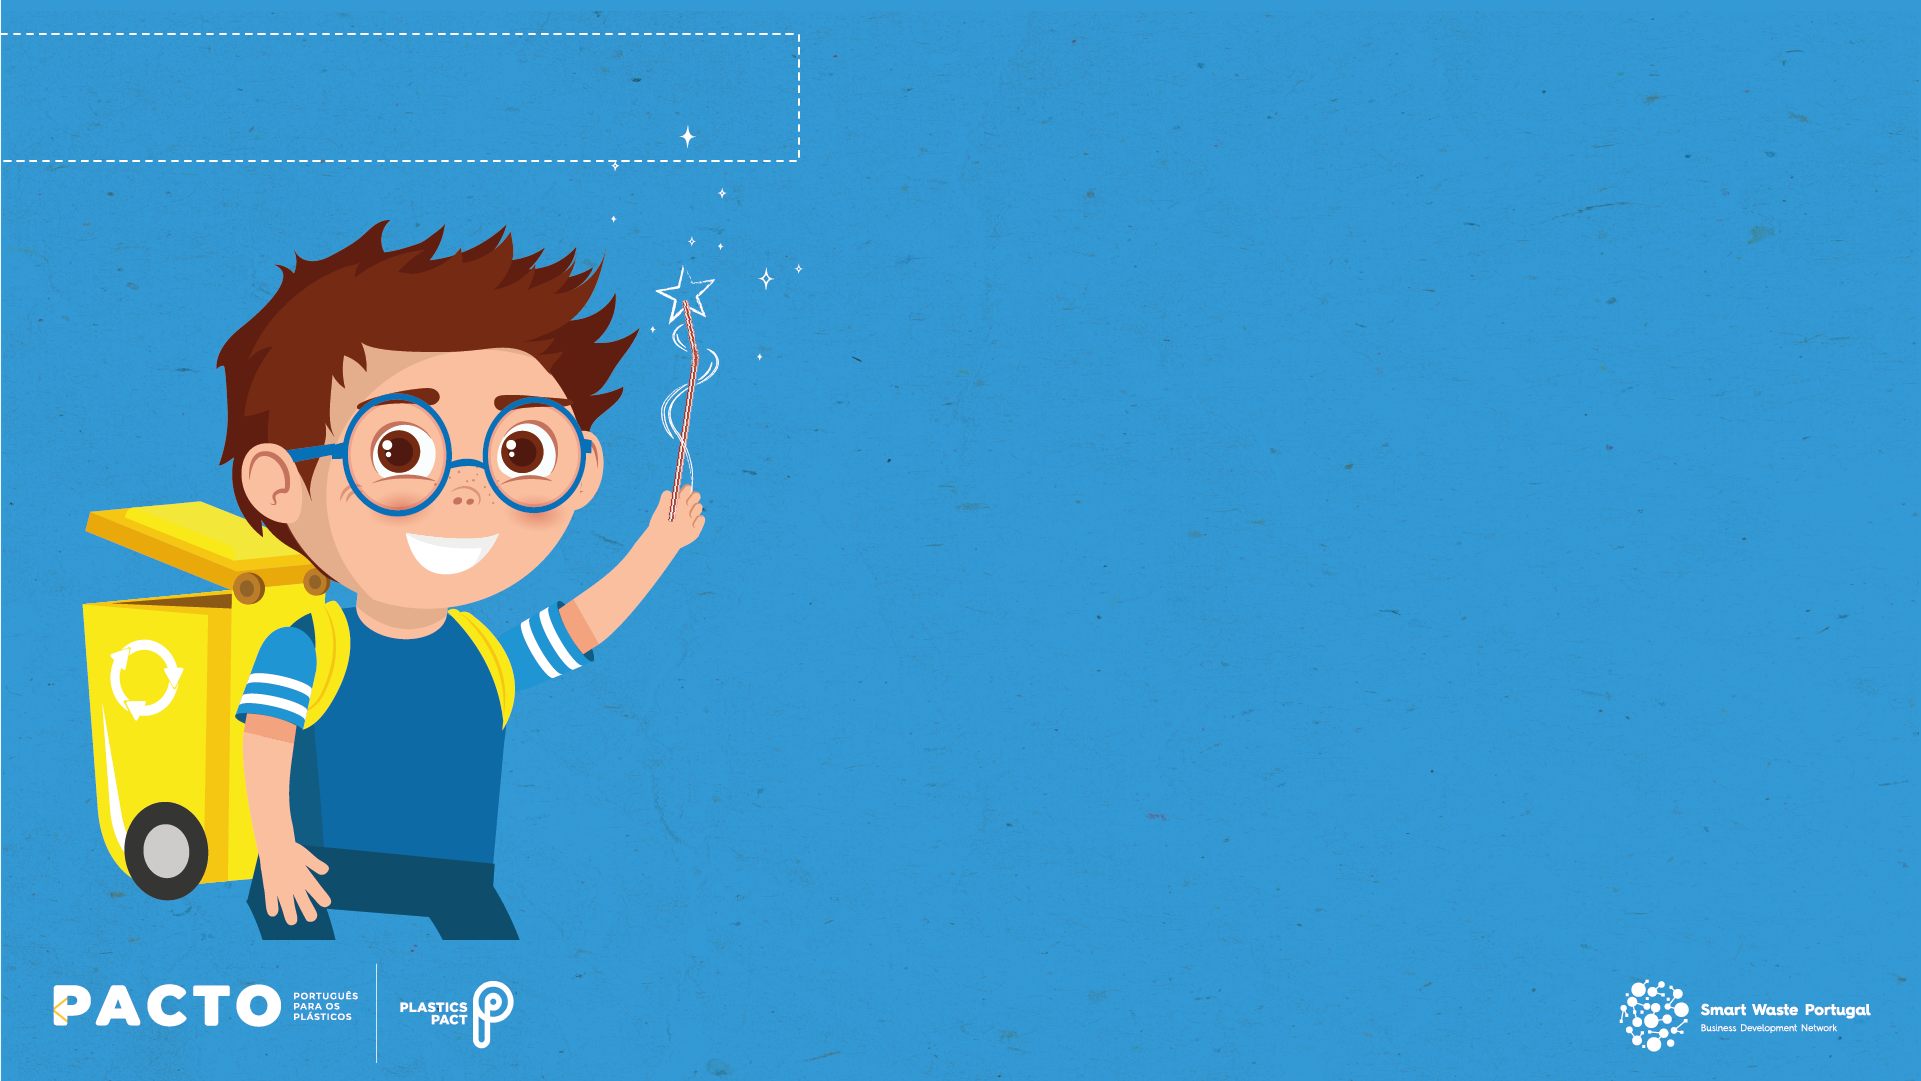 PACTO
PORTUGUÊS
PARA OS
PLÁSTICOS
PLASTICS
PACT
Smart Waste Portugal
Business Development Network